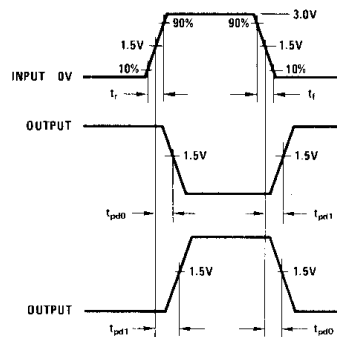 3.0V
90% 90%
1.5V 1.5V
10% 10%
INPUT 0V
tr tf
OUTPUT
1.5V 1.5V
tpd0 tpd1
1.5V 1.5V
OUTPUT
tpd1 tpd0